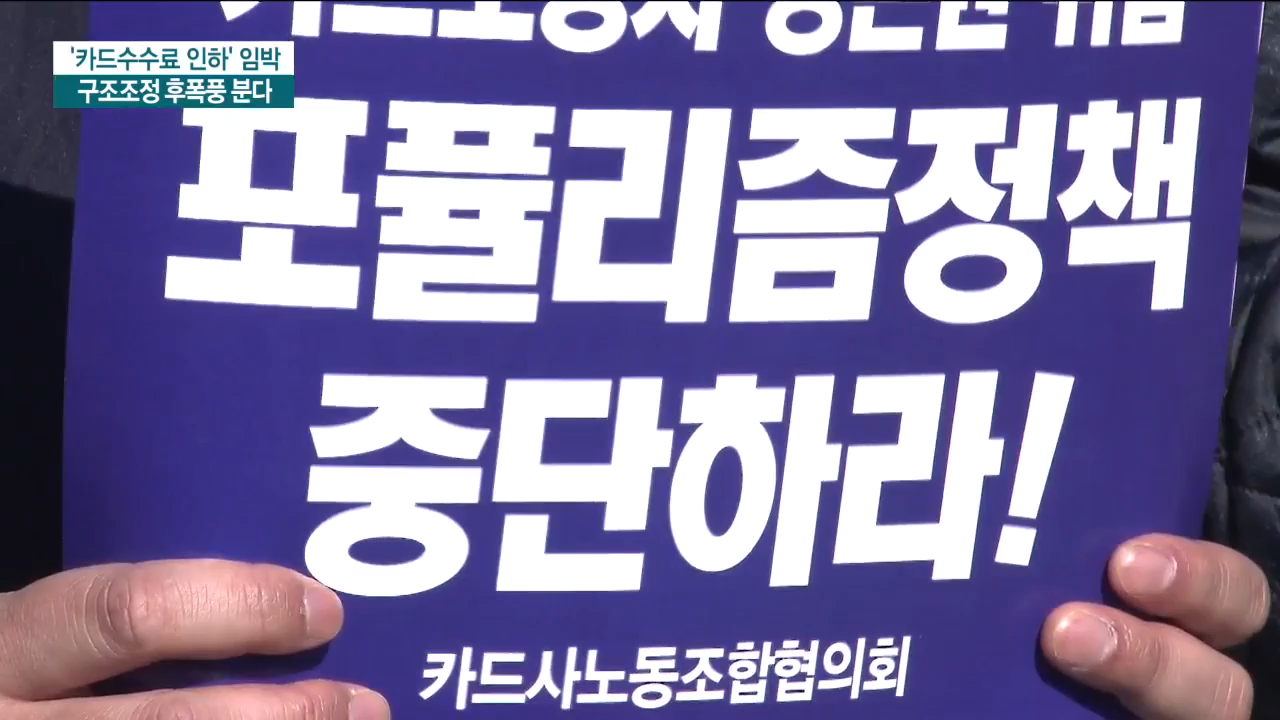 '카드수수료 인하' 임박
구조조정 후폭풍 분다
포퓰리즘정책
중단하라!
카드사노동조합협의회